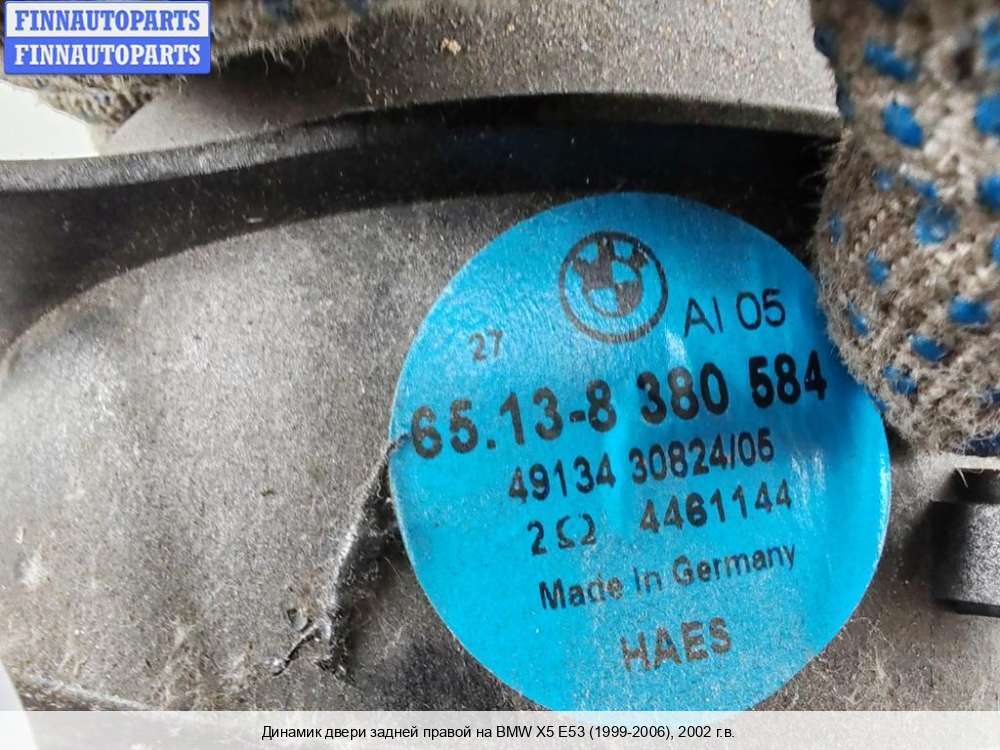 FINNAUTOPARTS
FINNAUTOPARTS
AI 05
27
65.13-8 380 584
49134 30824/05
2Ω 4461144
Made In Germany
HAES
Динамик двери задней правой на BMW X5 E53 (1999-2006), 2002 г.в.